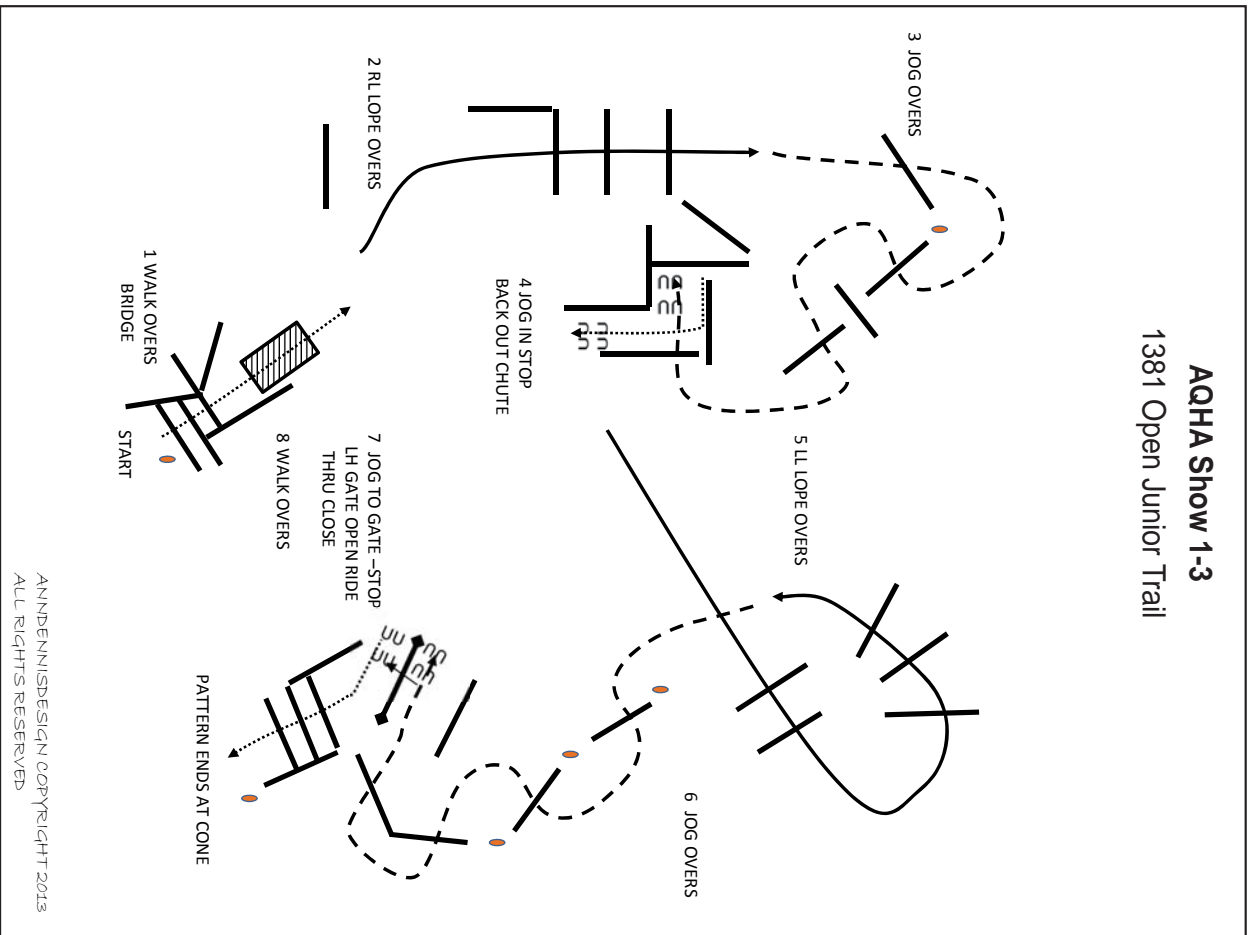 AQHA Show 1-3
1381 Open Junior Trail
3 JOG OVERS
2 RL LOPE OVERS
4 JOG IN STOP
BACK OUT CHUTE
1 WALK OVERS
BRIDGE
START
5 LL LOPE OVERS
6 JOG OVERS
7 JOG TO GATE –STOP
LH GATE OPEN RIDE
THRU CLOSE
8 WALK OVERS
PATTERN ENDS AT CONE
ANNDENNISDESIGN COPYRIGHT 2013
ALL RIGHTS RESERVED